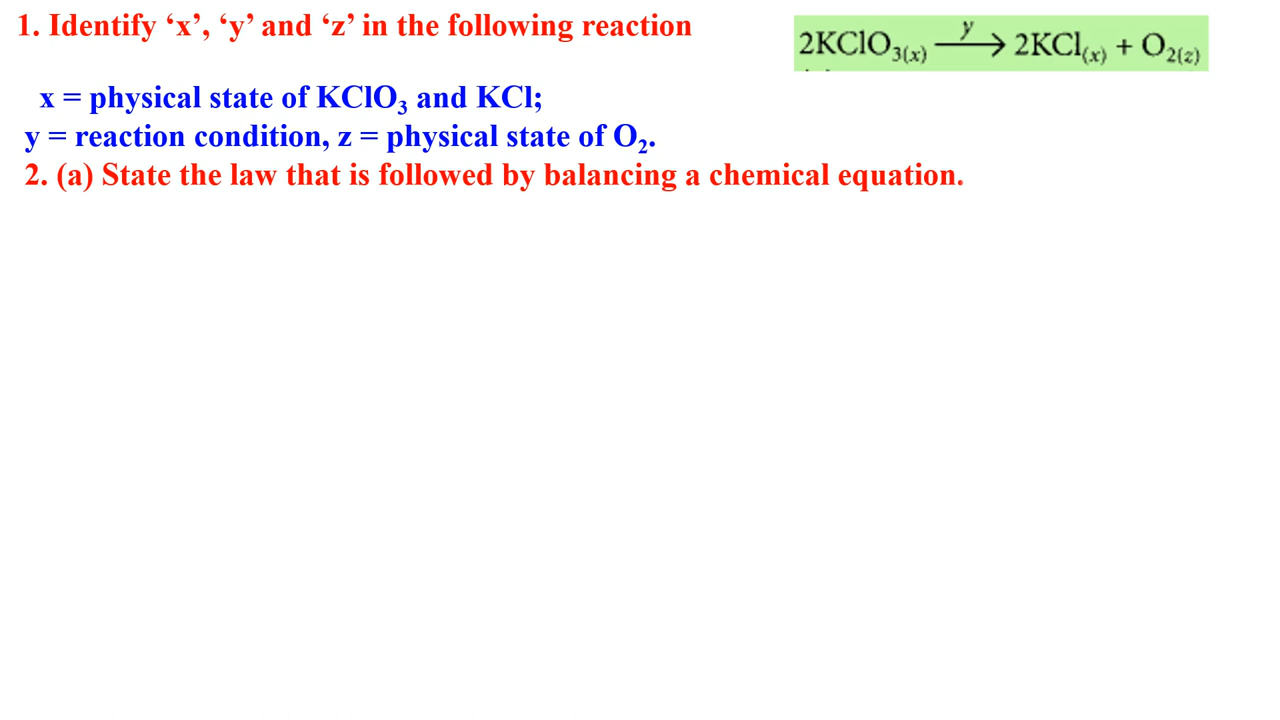 1. Identify ‘x’, ‘y’ and ‘z’ in the following reaction
2KClO₃₍ₓ₎ —y→ 2KCl₍ₓ₎ + O₂(z)
x = physical state of KClO₃ and KCl;
y = reaction condition, z = physical state of O₂.
2. (a) State the law that is followed by balancing a chemical equation.